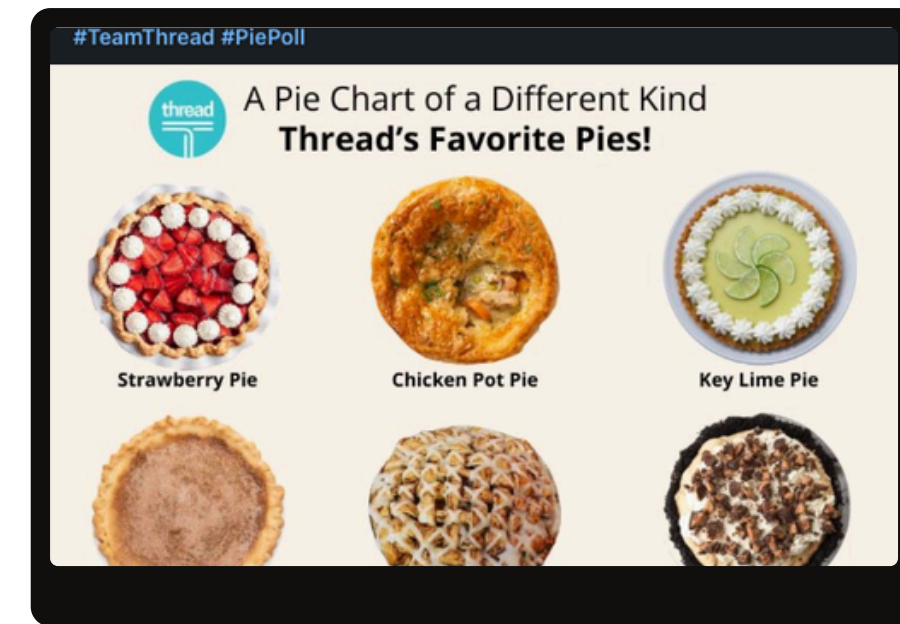 #TeamThread #PiePoll
thread
A Pie Chart of a Different Kind
Thread’s Favorite Pies!
Strawberry Pie
Chicken Pot Pie
Key Lime Pie